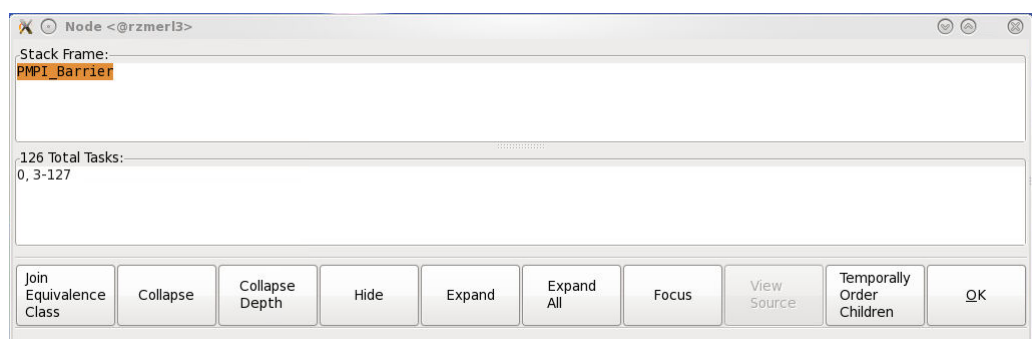 Node <@rzmerl3>
Stack Frame:
PMPI_Barrier
126 Total Tasks:
0, 3-127
Join
Equivalence
Class
Collapse
Collapse
Depth
Hide
Expand
Expand
All
Focus
View
Source
Temporally
Order
Children
OK